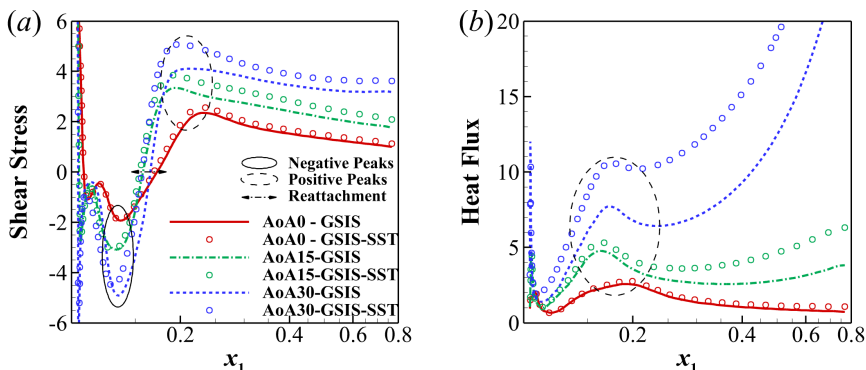 (a)
6
4
2
0
-2
-4
-6
Shear Stress
0.2
0.4
0.6
0.8
x1
Negative Peaks
Positive Peaks
Reattachment
AoA0 - GSIS
AoA0 - GSIS-SST
AoA15-GSIS
AoA15-GSIS-SST
AoA30-GSIS
AoA30-GSIS-SST
(b)
20
15
10
5
0
Heat Flux
0.2
0.4
0.6
0.8
x1